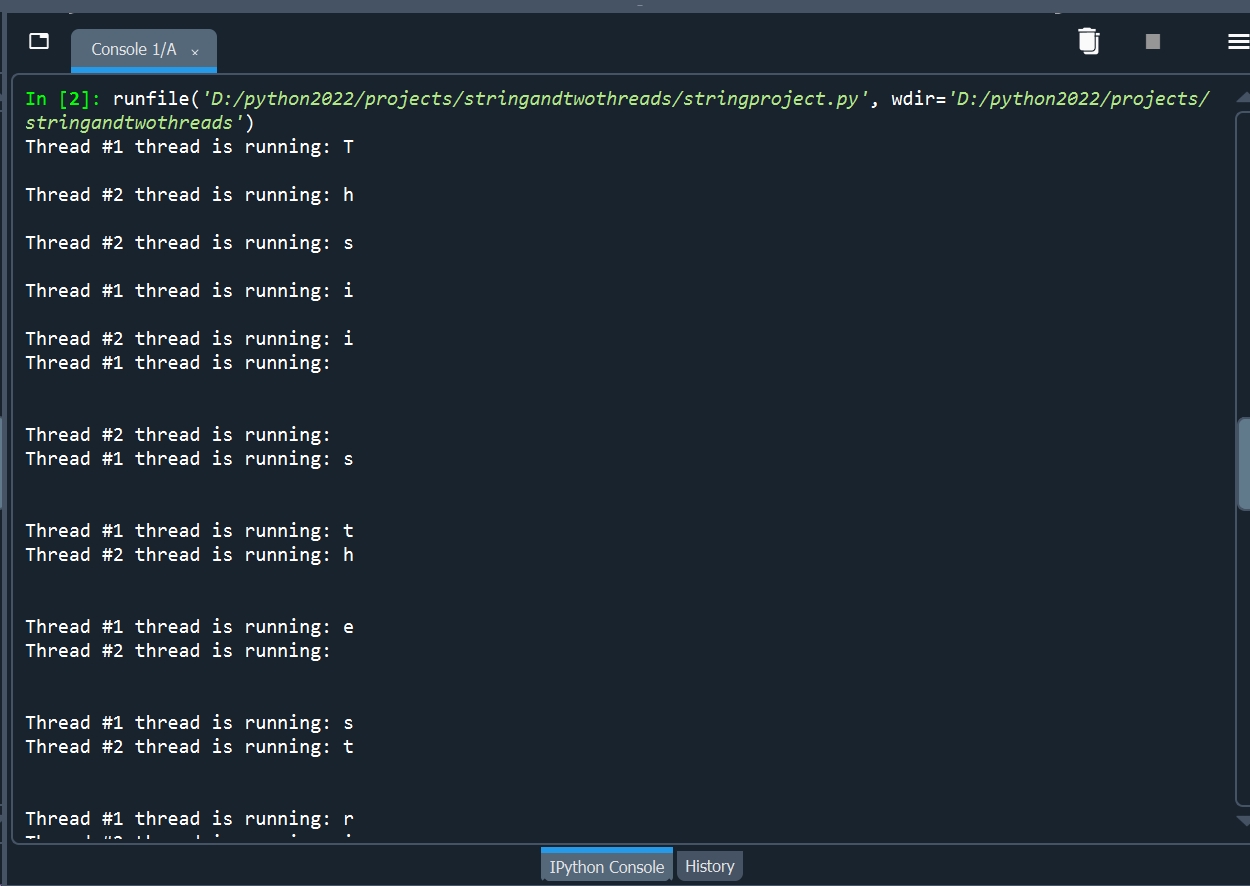 Console 1/A ×
In [2]: runfile('D:/python2022/projects/stringandtwothreads/stringproject.py', wdir='D:/python2022/projects/
stringandtwothreads')
Thread #1 thread is running: T
Thread #2 thread is running: h
Thread #2 thread is running: s
Thread #1 thread is running: i
Thread #2 thread is running: i
Thread #1 thread is running:
Thread #2 thread is running:
Thread #1 thread is running: s
Thread #1 thread is running: t
Thread #2 thread is running: h
Thread #1 thread is running: e
Thread #2 thread is running:
Thread #1 thread is running: s
Thread #2 thread is running: t
Thread #1 thread is running: r
IPython Console History